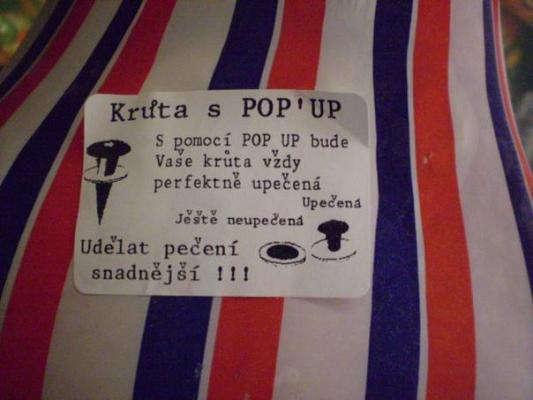 Krůta s POP'UP
S pomocí POP UP bude
Vaše krůta vždy
perfektně upečená
Upečená
Ještě neupečená
Udělat pečení
snadnější !!!